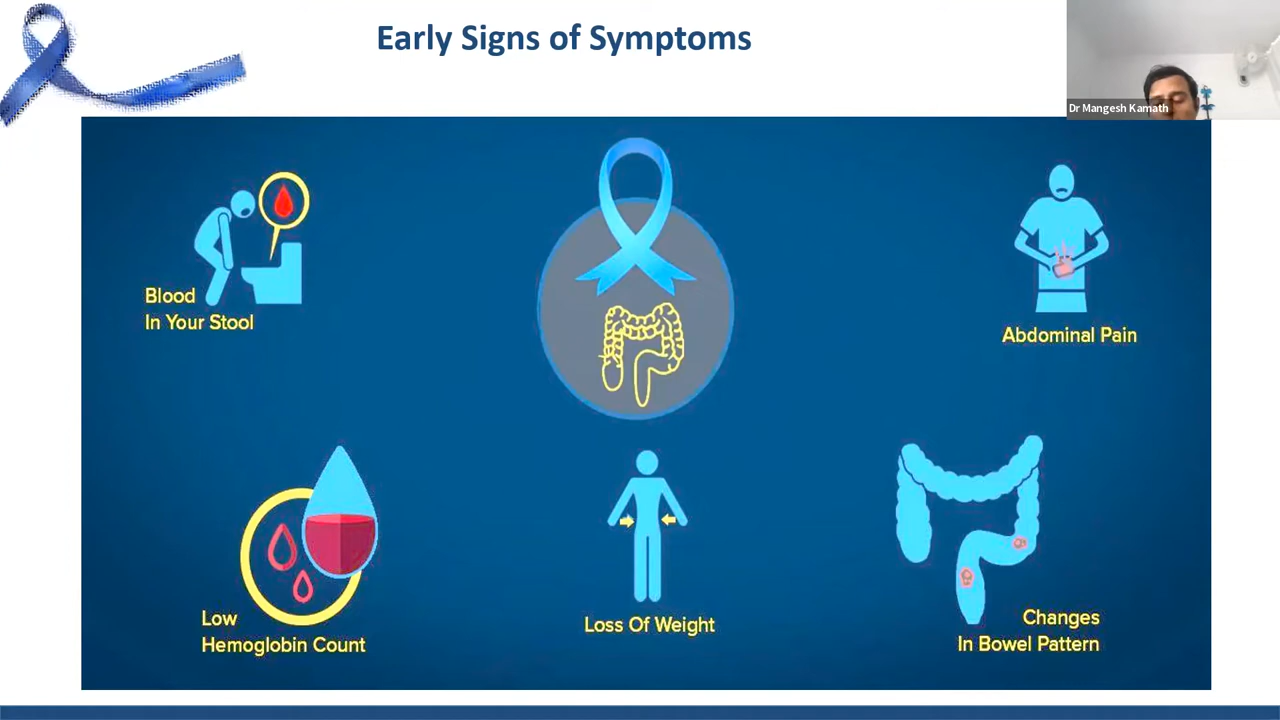 Early Signs of Symptoms
Dr Mangesh Kamath
Blood
In Your Stool
Abdominal Pain
Low
Hemoglobin Count
Loss Of Weight
Changes
In Bowel Pattern